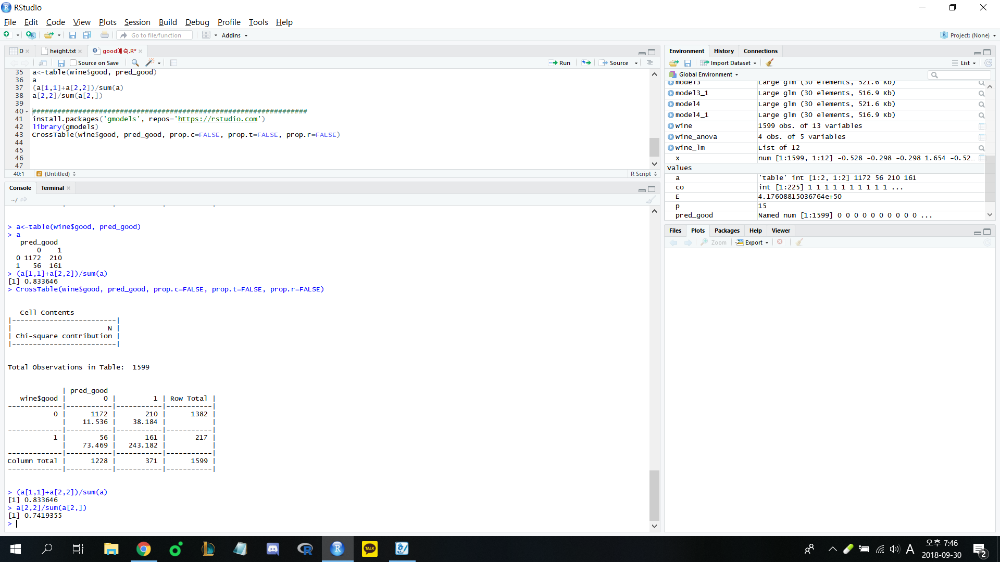 RStudio
File Edit Code View Plots Session Build Debug Profile Tools Help
Go to file/function Addins Project: (None)
D height.txt good예측.R*
Source on Save Run Source
35 a<-table(wine$good, pred_good)
36 a
37 (a[1,1]+a[2,2])/sum(a)
38 a[2,2]/sum(a[2,])
39
40 ##################################################################
41 install.packages('gmodels', repos='https://rstudio.com')
42 library(gmodels)
43 CrossTable(wine$good, pred_good, prop.c=FALSE, prop.t=FALSE, prop.r=FALSE)
44
45
46
47
40:1 # (Untitled) R Script
Console Terminal
~/
> a<-table(wine$good, pred_good)
> a
   pred_good
       0    1
  0 1172  210
  1   56  161
> (a[1,1]+a[2,2])/sum(a)
[1] 0.833646
> CrossTable(wine$good, pred_good, prop.c=FALSE, prop.t=FALSE, prop.r=FALSE)
   Cell Contents
|-------------------------|
|                       N |
| Chi-square contribution |
|-------------------------|
Total Observations in Table:  1599
             | pred_good
   wine$good |         0 |         1 | Row Total |
-------------|-----------|-----------|-----------|
           0 |      1172 |       210 |      1382 |
             |    11.536 |    38.184 |           |
-------------|-----------|-----------|-----------|
           1 |        56 |       161 |       217 |
             |    73.469 |   243.182 |           |
-------------|-----------|-----------|-----------|
Column Total |      1228 |       371 |      1599 |
-------------|-----------|-----------|-----------|
> (a[1,1]+a[2,2])/sum(a)
[1] 0.833646
> a[2,2]/sum(a[2,])
[1] 0.7419355
>
Environment History Connections
Import Dataset List
Global Environment
model3 Large glm (30 elements, 521.6 Kb)
model3_1 Large glm (30 elements, 516.9 Kb)
model4 Large glm (30 elements, 521.6 Kb)
model4_1 Large glm (30 elements, 516.9 Kb)
wine 1599 obs. of 13 variables
wine_anova 4 obs. of 5 variables
wine_lm List of 12
x num [1:1599, 1:12] -0.528 -0.298 -0.298 1.654 -0.52…
Values
a 'table' int [1:2, 1:2] 1172 56 210 161
co int [1:225] 1 1 1 1 1 1 1 1 1 1 ...
E 4.17608815036764e+50
p 15
pred_good Named num [1:1599] 0 0 0 0 0 0 0 0 0 0 ...
Files Plots Packages Help Viewer
Zoom Export
TALK
A
오후 7:46
2018-09-30
2